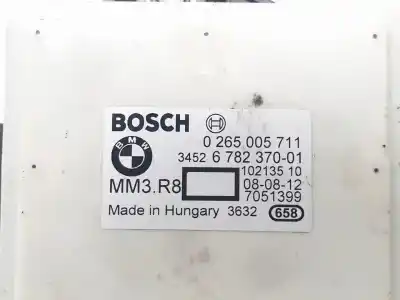 BOSCH 0 265 005 711
BMW 3452 6 782 370-01
102135 10
MM3.R8 08-08-12
7051399
Made in Hungary 3632 658